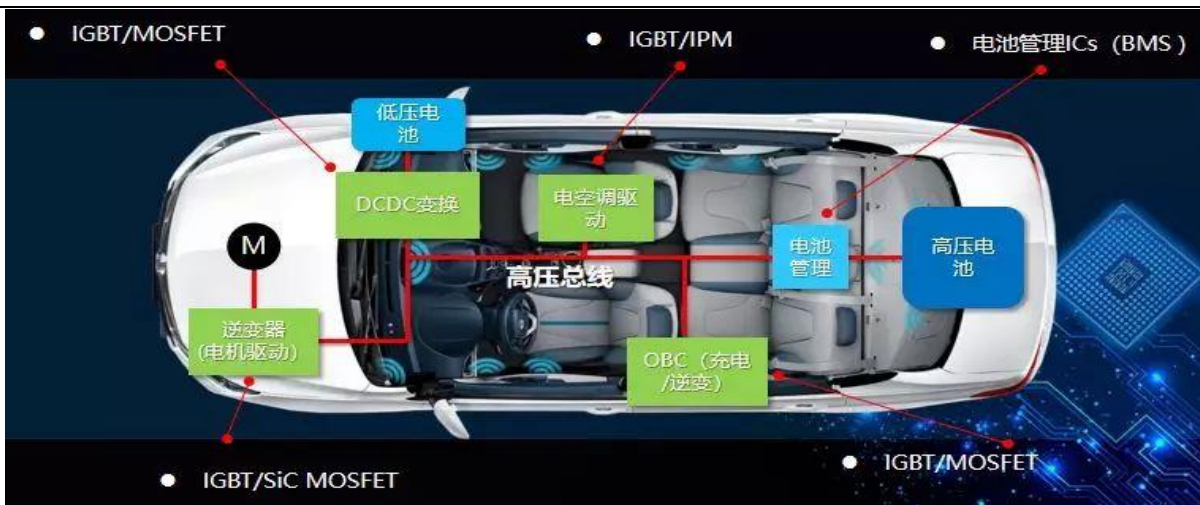 ● IGBT/MOSFET
● IGBT/IPM
● 电池管理ICs（BMS）
低压电
池
DCDC变换
电空调驱
动
M
高压总线
电池
管理
高压电
池
逆变器
(电机驱动)
OBC（充电
/逆变）
● IGBT/SiC MOSFET
● IGBT/MOSFET